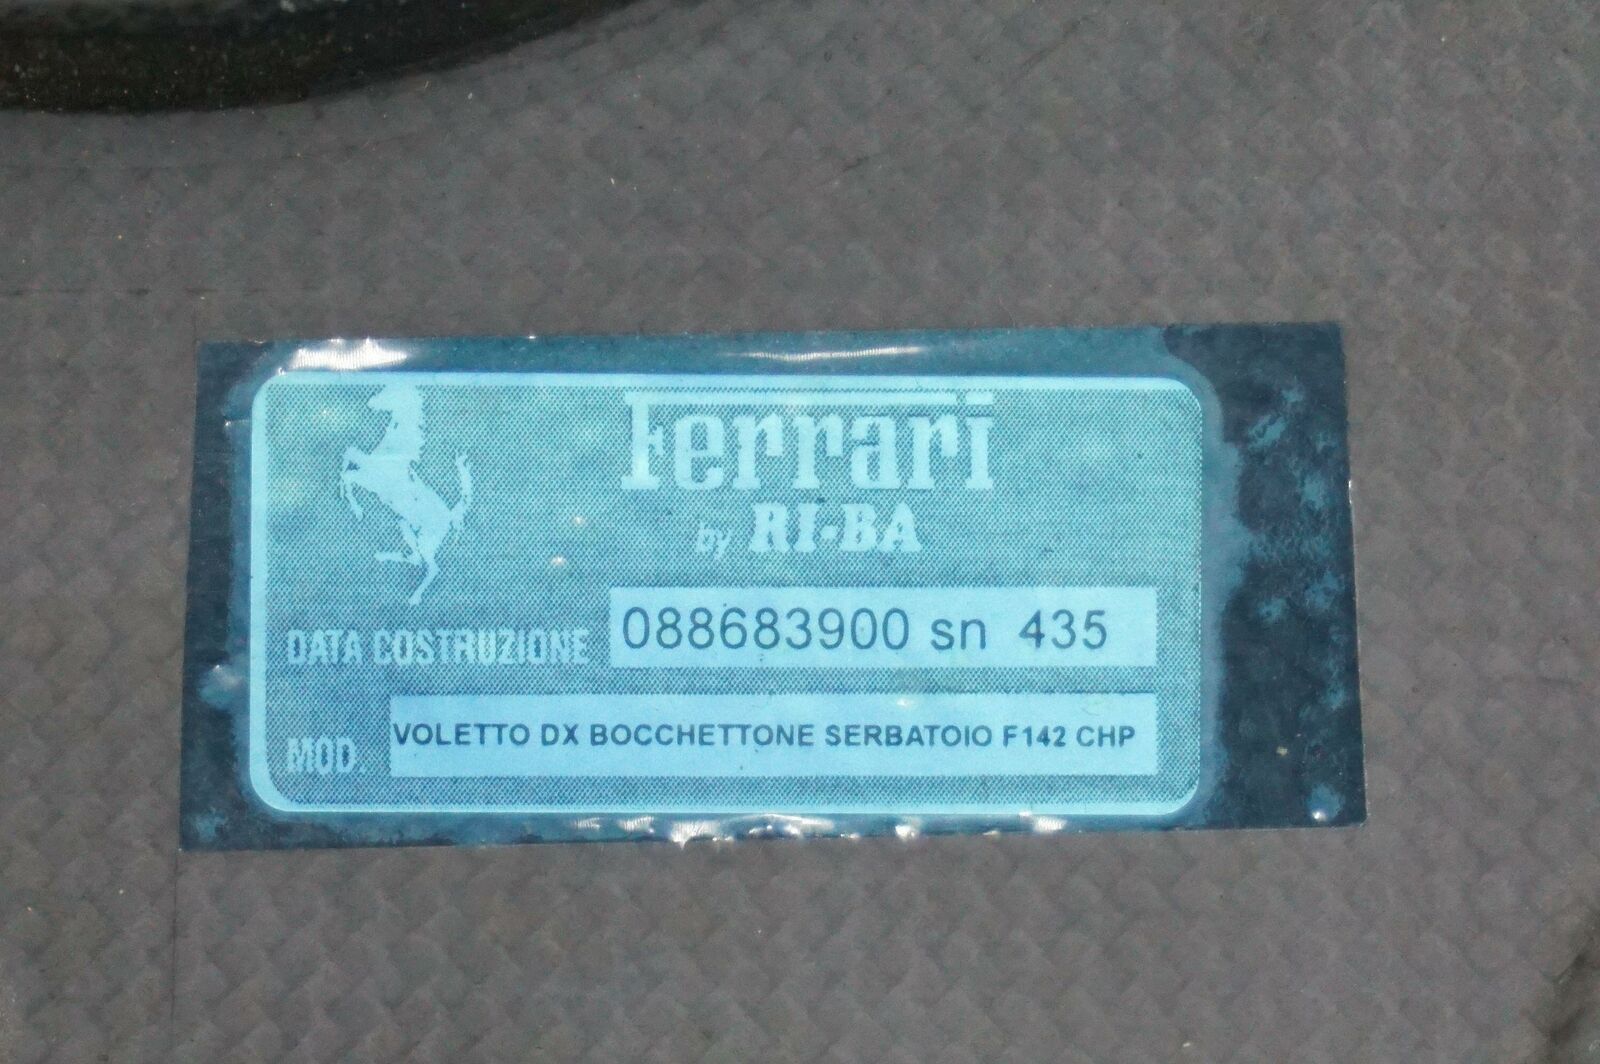 Ferrari
by RI-BA
DATA COSTRUZIONE 088683900 sn 435
MOD. VOLETTO DX BOCCHETTONE SERBATOIO F142 CHP